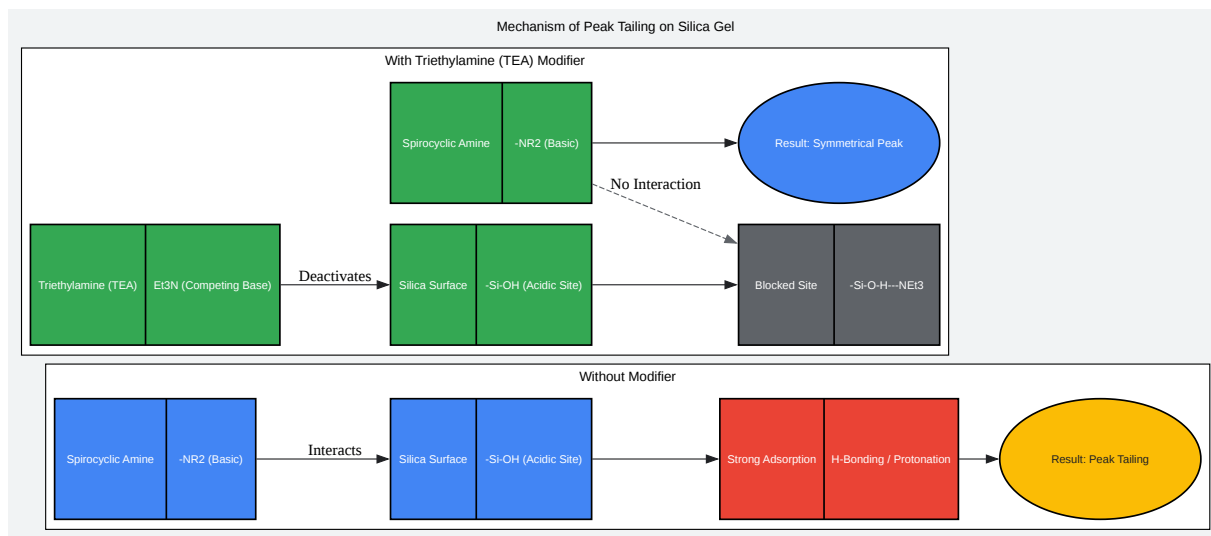 Mechanism of Peak Tailing on Silica Gel
With Triethylamine (TEA) Modifier
Spirocyclic Amine
-NR2 (Basic)
Result: Symmetrical Peak
No Interaction
Triethylamine (TEA)
Et3N (Competing Base)
Deactivates
Silica Surface
-Si-OH (Acidic Site)
Blocked Site
-Si-O-H---NEt3
Without Modifier
Spirocyclic Amine
-NR2 (Basic)
Interacts
Silica Surface
-Si-OH (Acidic Site)
Strong Adsorption
H-Bonding / Protonation
Result: Peak Tailing